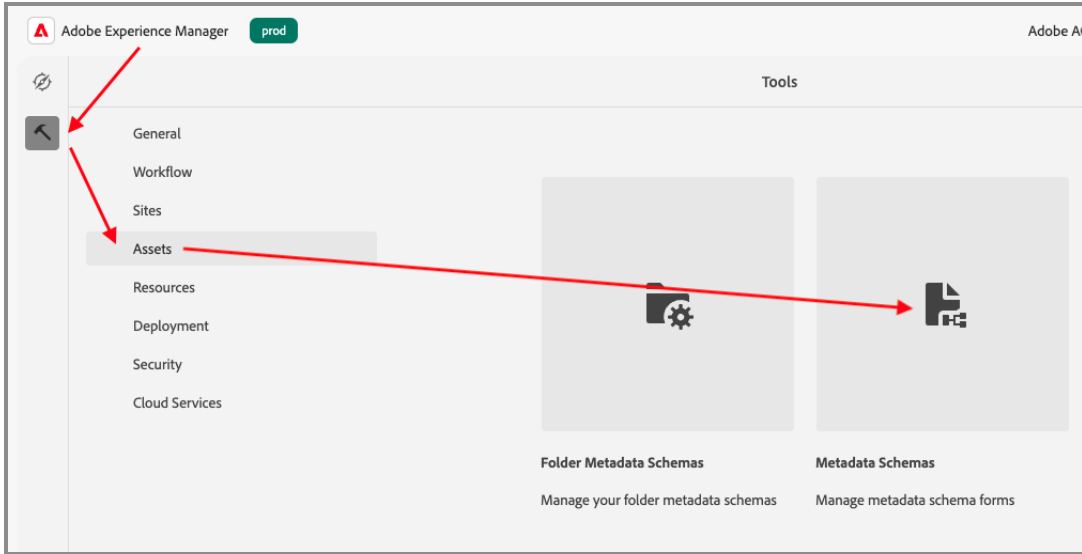 Adobe Experience Manager prod Adobe A
Tools
General
Workflow
Sites
Assets
Resources
Deployment
Security
Cloud Services
Folder Metadata Schemas
Manage your folder metadata schemas
Metadata Schemas
Manage metadata schema forms